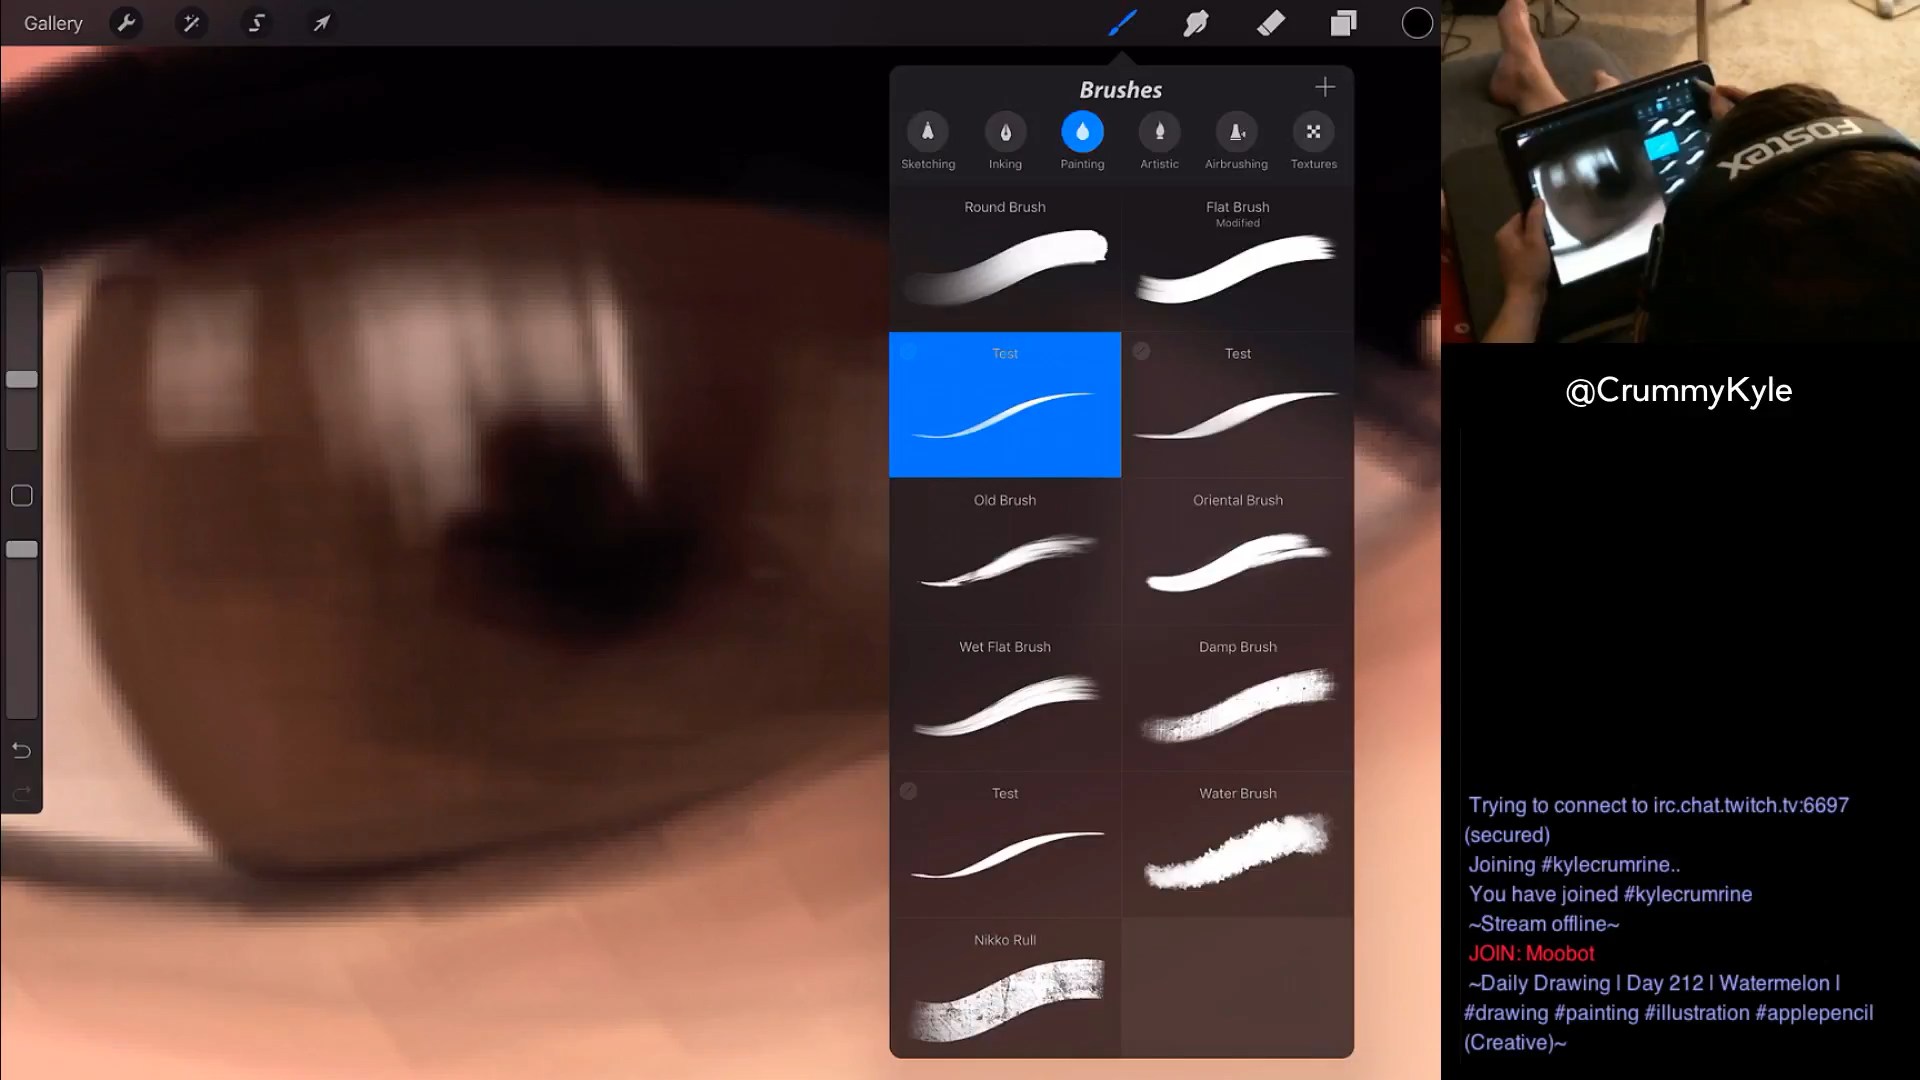 Gallery
Brushes
Sketching
Inking
Painting
Artistic
Airbrushing
Textures
Round Brush
Flat Brush
Modified
Test
Test
Old Brush
Oriental Brush
Wet Flat Brush
Damp Brush
Test
Water Brush
Nikko Rull
FOSTEX
@CrummyKyle
Trying to connect to irc.chat.twitch.tv:6697
(secured)
Joining #kylecrumrine..
You have joined #kylecrumrine
~Stream offline~
JOIN: Moobot
~Daily Drawing | Day 212 | Watermelon |
#drawing #painting #illustration #applepencil
(Creative)~